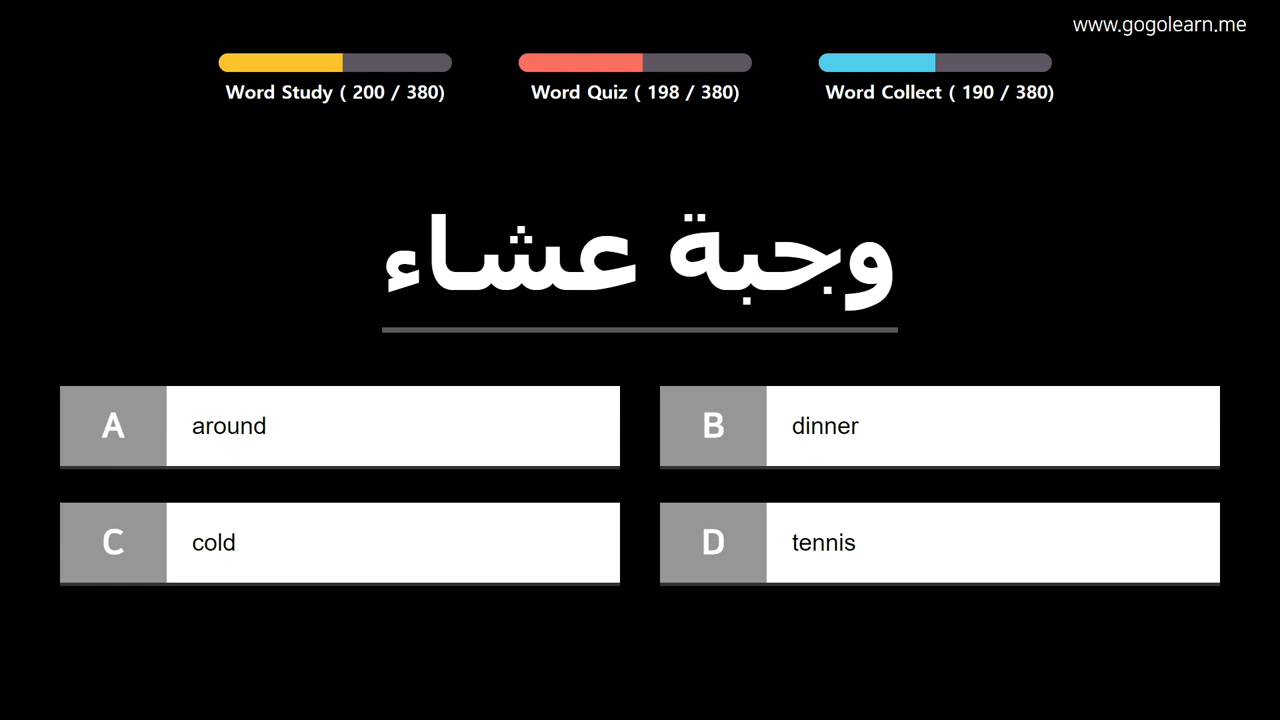 www.gogolearn.me
Word Study ( 200 / 380)
Word Quiz ( 198 / 380)
Word Collect ( 190 / 380)
وجبة عشاء
A around
B dinner
C cold
D tennis